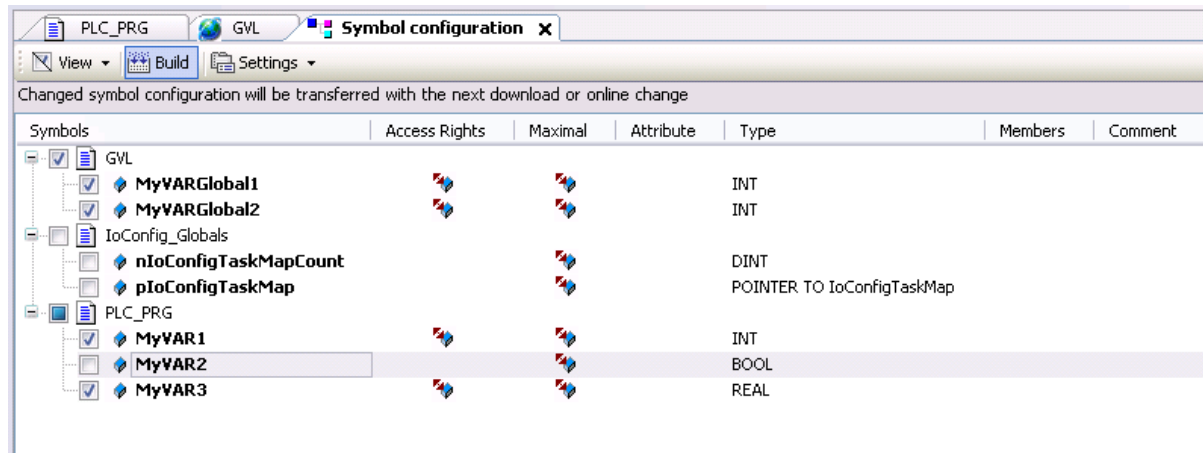 PLC_PRG GVL Symbol configuration x
View Build Settings
Changed symbol configuration will be transferred with the next download or online change
Symbols Access Rights Maximal Attribute Type Members Comment
GVL
MyVARGlobal1 INT
MyVARGlobal2 INT
IoConfig_Globals
nIoConfigTaskMapCount DINT
pIoConfigTaskMap POINTER TO IoConfigTaskMap
PLC_PRG
MyVAR1 INT
MyVAR2 BOOL
MyVAR3 REAL